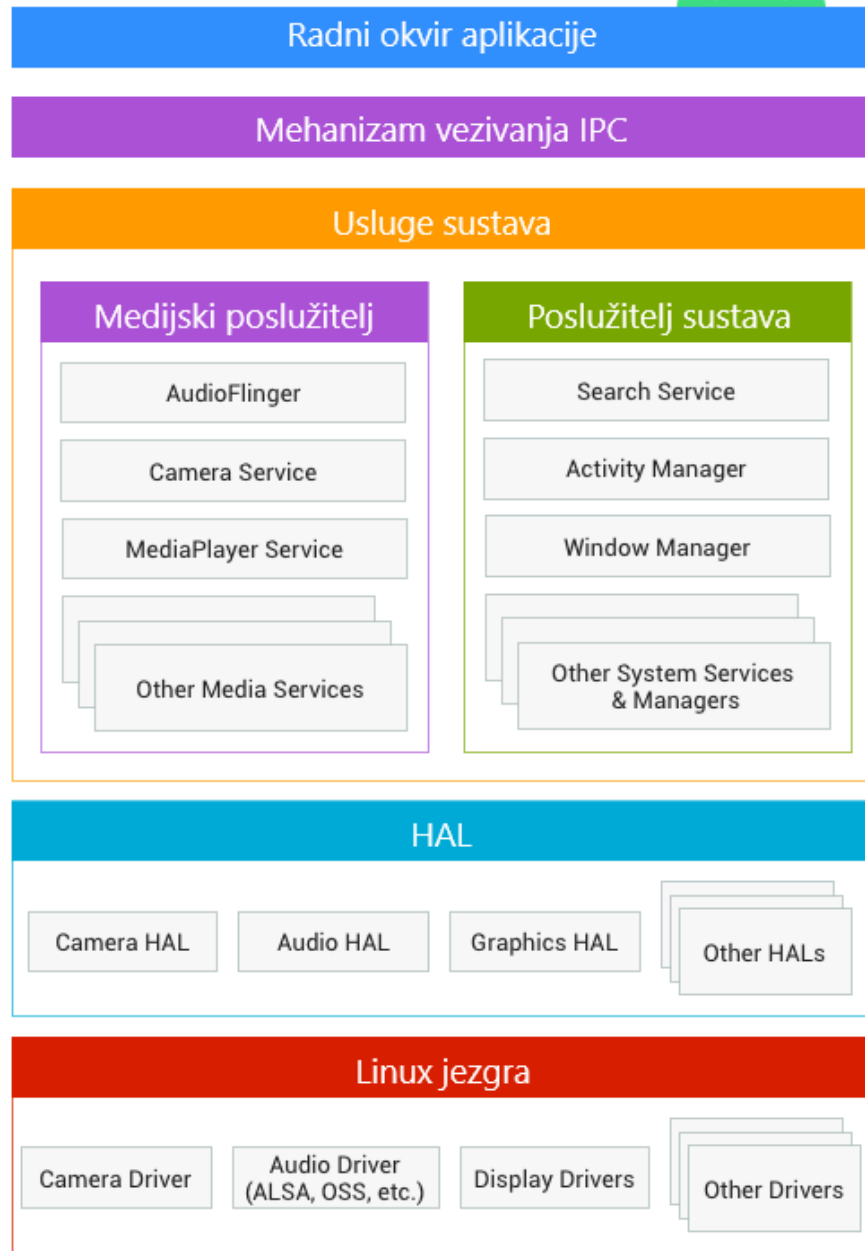 Radni okvir aplikacije
Mehanizam vezivanja IPC
Usluge sustava
Medijski poslužitelj
AudioFlinger
Camera Service
MediaPlayer Service
Other Media Services
Poslužitelj sustava
Search Service
Activity Manager
Window Manager
Other System Services
& Managers
HAL
Camera HAL
Audio HAL
Graphics HAL
Other HALs
Linux jezgra
Camera Driver
Audio Driver
(ALSA, OSS, etc.)
Display Drivers
Other Drivers